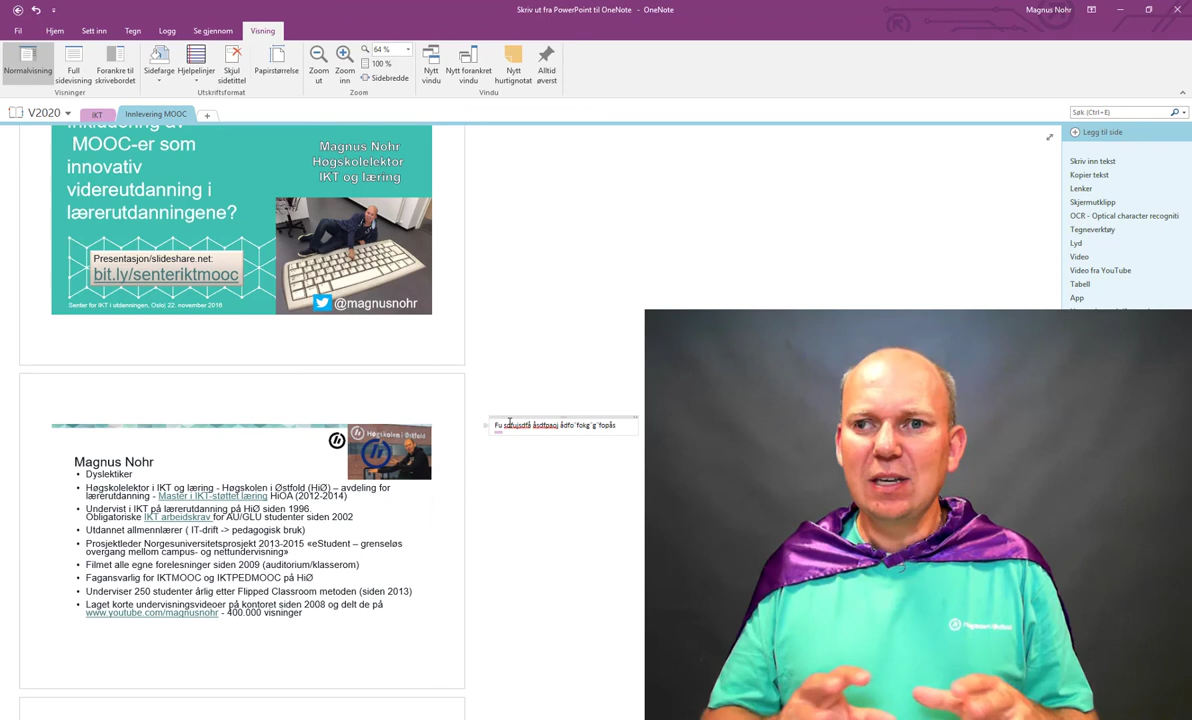 Skriv ut fra PowerPoint til OneNote - OneNote
Magnus Nohr
Fil Hjem Sett inn Tegn Logg Se gjennom Visning
Normalvisning
Full sidevisning
Forankre til skrivebordet
Sidefarge
Hjelpelinjer
Skjul sidetittel
Papirstørrelse
Zoom ut
Zoom inn
64 %
100 %
Sidebredde
Nytt vindu
Nytt forankret vindu
Nytt hurtignotat
Alltid øverst
Visninger
Utskriftsformat
Zoom
Vindu
V2020
IKT
Innlevering MOOC
Søk (Ctrl+E)
Legg til side
Skriv inn tekst
Kopier tekst
Lenker
Skjermutklipp
OCR - Optical character recogniti
Tegneverktøy
Lyd
Video
Video fra YouTube
Tabell
App
MOOC-er som
innovativ
videreutdanning i
lærerutdanningene?
Magnus Nohr
Høgskolelektor
IKT og læring
Presentasjon/slideshare.net:
bit.ly/senteriktmooc
@magnusnohr
Senter for IKT i utdanningen, Oslo| 22. november 2016
Høgskolen i Østfold
Magnus Nohr
• Dyslektiker
• Høgskolelektor i IKT og læring - Høgskolen i Østfold (HiØ) – avdeling for
lærerutdanning - Master i IKT-støttet læring HiOA (2012-2014)
• Undervist i IKT på lærerutdanning på HiØ siden 1996.
Obligatoriske IKT arbeidskrav for AU/GLU studenter siden 2002
• Utdannet allmennlærer ( IT-drift -> pedagogisk bruk)
• Prosjektleder Norgesuniversitetsprosjekt 2013-2015 «eStudent – grenseløs
overgang mellom campus- og nettundervisning»
• Filmet alle egne forelesninger siden 2009 (auditorium/klasserom)
• Fagansvarlig for IKTMOOC og IKTPEDMOOC på HiØ
• Underviser 250 studenter årlig etter Flipped Classroom metoden (siden 2013)
• Laget korte undervisningsvideoer på kontoret siden 2008 og delt de på
www.youtube.com/magnusnohr - 400.000 visninger
Høgskolen i Østfold